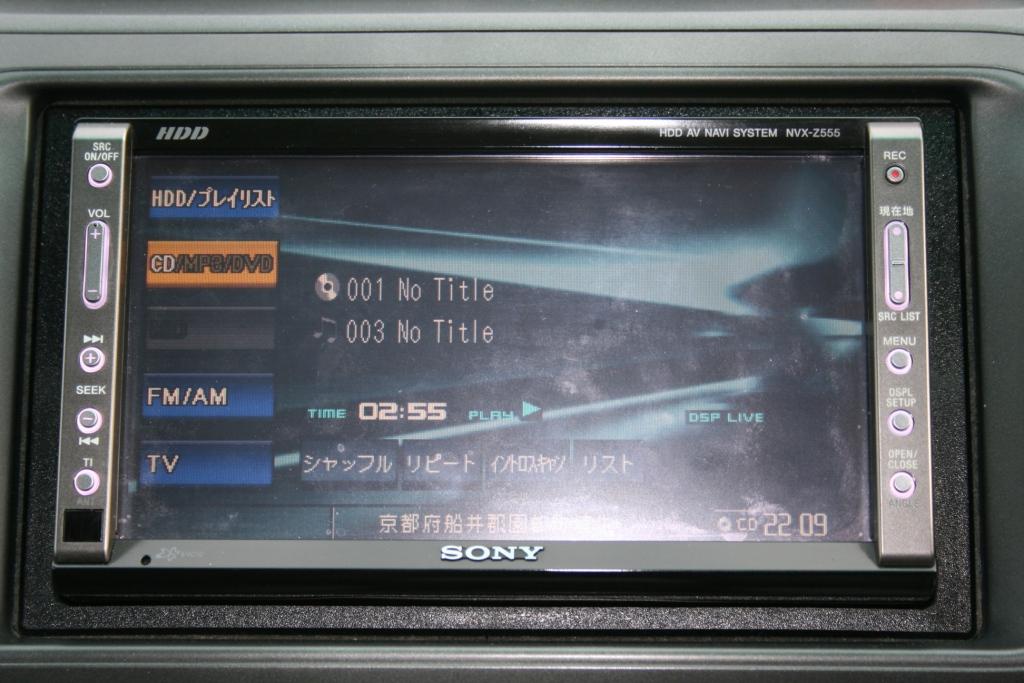 HDD
HDD AV NAVI SYSTEM NVX-Z555
SRC
ON/OFF
VOL
+
−
SEEK
+
−
TI
REC
現在地
SRC LIST
MENU
DSPL
SETUP
OPEN/
CLOSE
ANGLE
HDD/プレイリスト
CD/MP3/DVD
FM/AM
TV
001 No Title
003 No Title
TIME 02:55 PLAY
DSP LIVE
シャッフル リピート イントロスキャン リスト
京都府船井郡園
CD 22:09
SONY